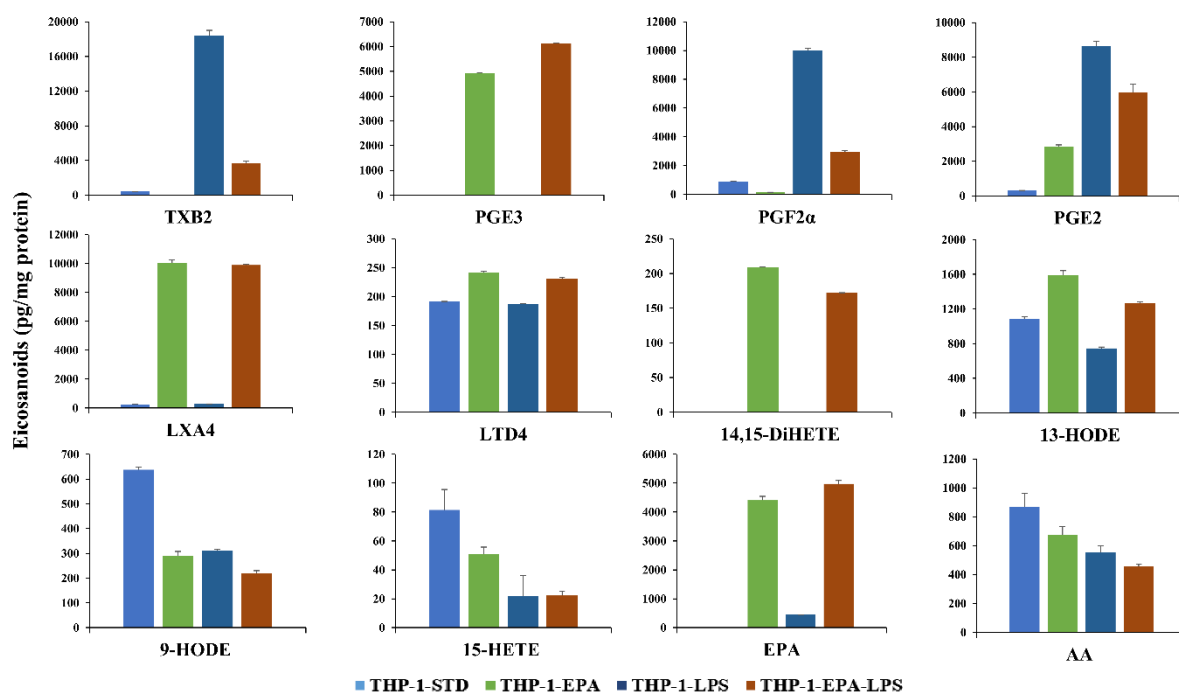 Eicosanoids (pg/mg protein)
20000 7000 12000 10000
16000 6000 10000 8000
12000 5000 8000 6000
8000 4000 6000 4000
4000 3000 4000 2000
0 2000 2000 0
1000 0
0
TXB2 PGE3 PGF2α PGE2
12000 300 250 1600
10000 250 200 1200
8000 200 150 800
6000 150 100 400
4000 100 50 0
2000 50 0
0 0
LXA4 LTD4 14,15-DiHETE 13-HODE
700 120 6000 1200
600 100 5000 1000
500 80 4000 800
400 60 3000 600
300 40 2000 400
200 20 1000 200
100 0 0 0
0
9-HODE 15-HETE EPA AA
THP-1-STD THP-1-EPA THP-1-LPS THP-1-EPA-LPS